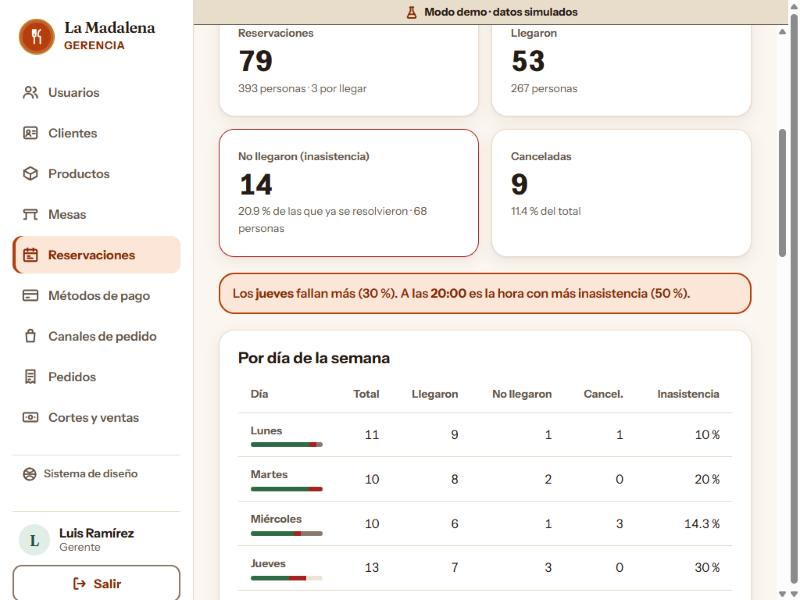 La Madalena
GERENCIA
Usuarios
Clientes
Productos
Mesas
Reservaciones
Métodos de pago
Canales de pedido
Pedidos
Cortes y ventas
Sistema de diseño
L
Luis Ramírez
Gerente
Salir
Modo demo · datos simulados
Reservaciones
79
393 personas · 3 por llegar
Llegaron
53
267 personas
No llegaron (inasistencia)
14
20.9 % de las que ya se resolvieron · 68
personas
Canceladas
9
11.4 % del total
Los jueves fallan más (30 %). A las 20:00 es la hora con más inasistencia (50 %).
Por día de la semana
Día Total Llegaron No llegaron Cancel. Inasistencia
Lunes 11 9 1 1 10 %
Martes 10 8 2 0 20 %
Miércoles 10 6 1 3 14.3 %
Jueves 13 7 3 0 30 %